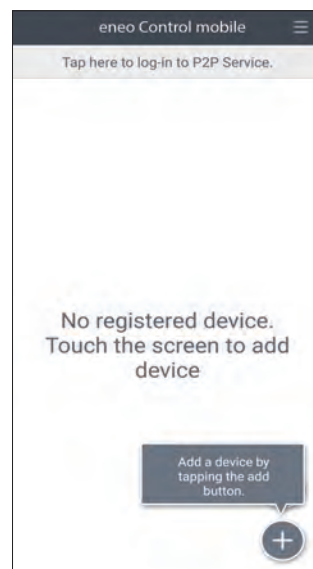 eneo Control mobile
Tap here to log-in to P2P Service.
No registered device.
Touch the screen to add
device
Add a device by
tapping the add
button.